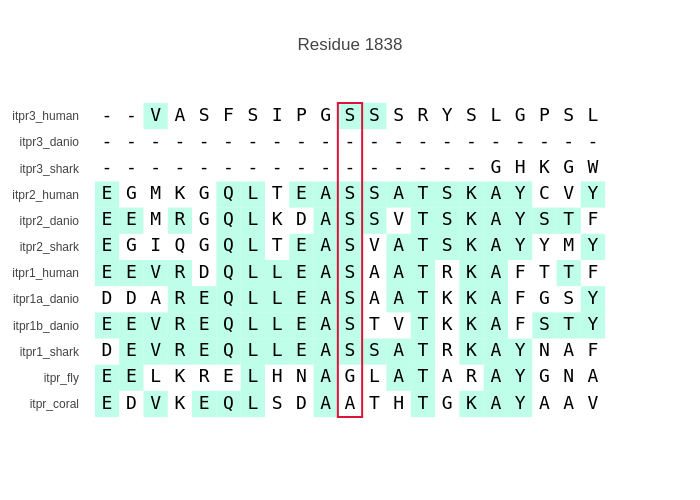 Residue 1838
itpr3_human - - V A S F S I P G S S S R Y S L G P S L
itpr3_danio - - - - - - - - - - - - - - - - - - - - -
itpr3_shark - - - - - - - - - - - - - - - - G H K G W
itpr2_human E G M K G Q L T E A S S A T S K A Y C V Y
itpr2_danio E E M R G Q L K D A S S V T S K A Y S T F
itpr2_shark E G I Q G Q L T E A S V A T S K A Y Y M Y
itpr1_human E E V R D Q L L E A S A A T R K A F T T F
itpr1a_danio D D A R E Q L L E A S A A T K K A F G S Y
itpr1b_danio E E V R E Q L L E A S T V T K K A F S T Y
itpr1_shark D E V R E Q L L E A S S A T R K A Y N A F
itpr_fly E E L K R E L H N A G L A T A R A Y G N A
itpr_coral E D V K E Q L S D A A T H T G K A Y A A V